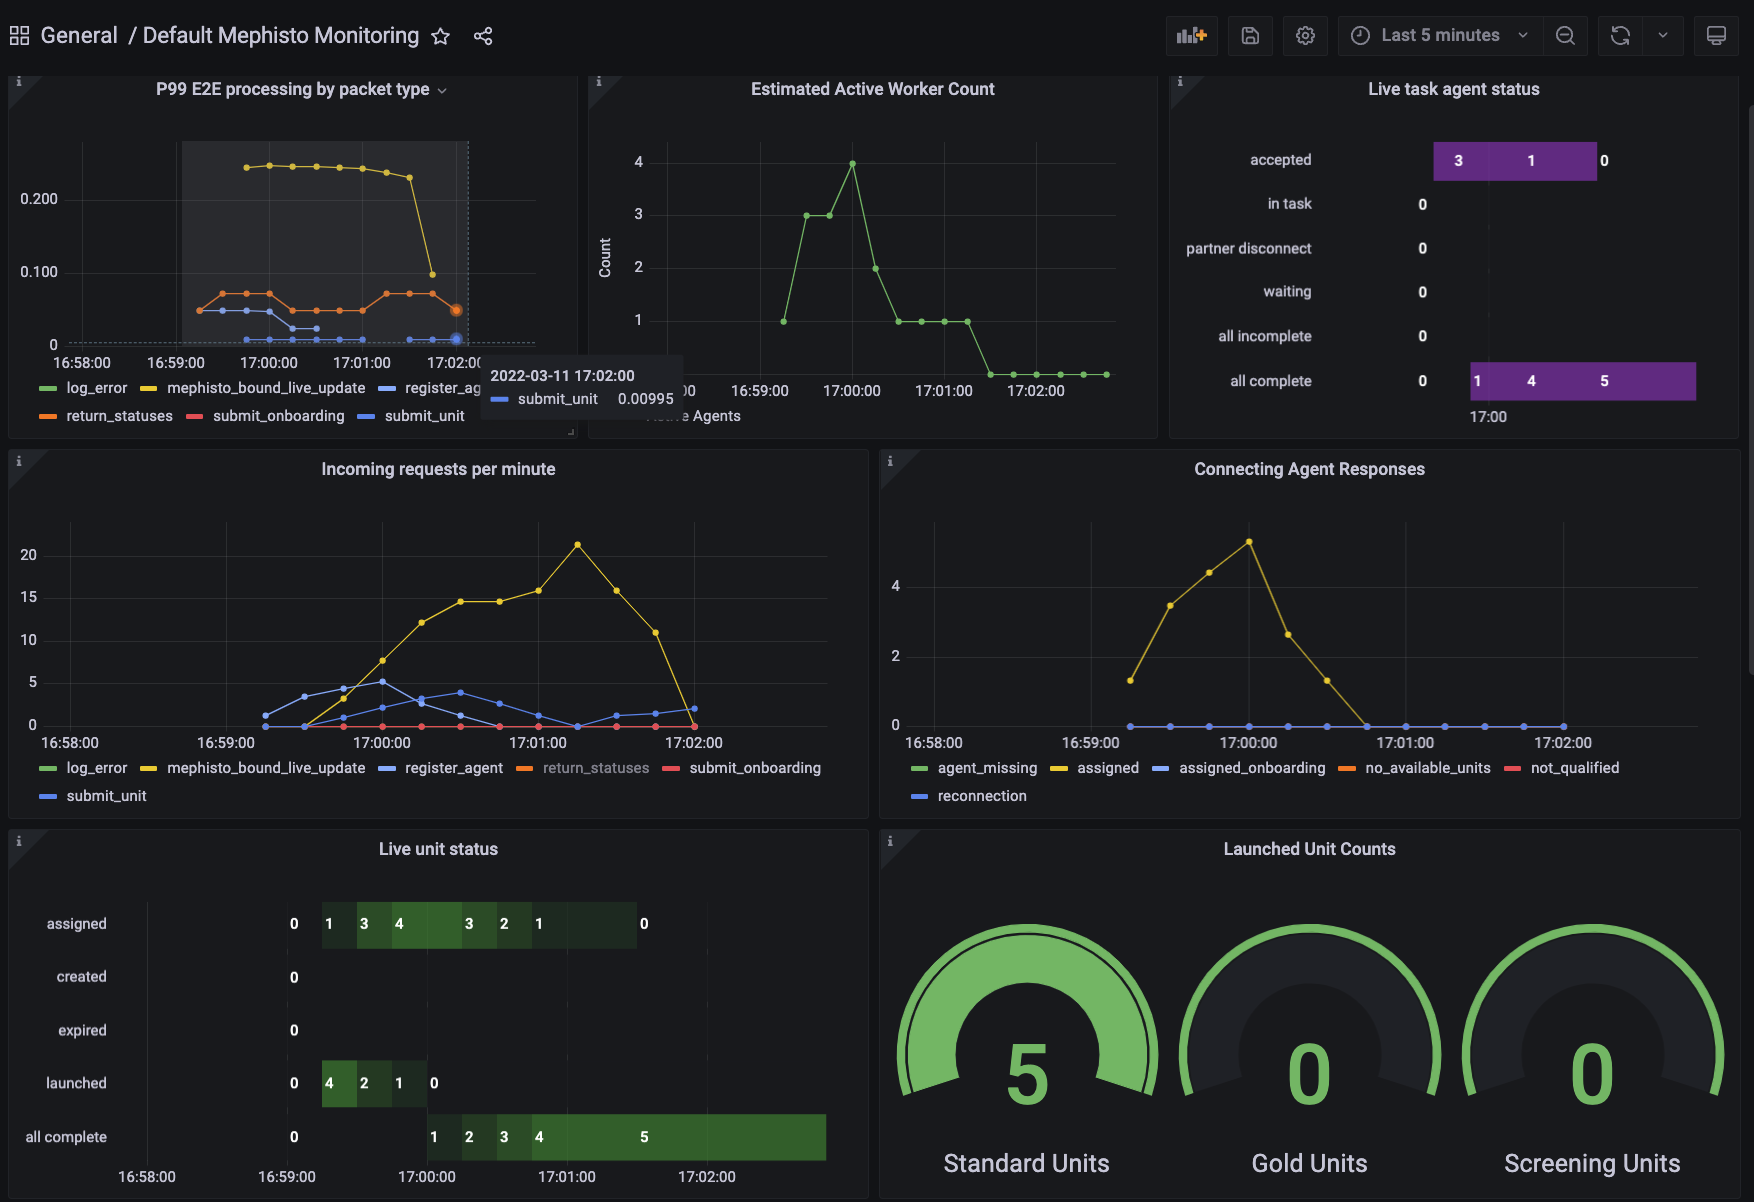 General / Default Mephisto Monitoring
Last 5 minutes
P99 E2E processing by packet type
0.200
0.100
0
16:58:00 16:59:00 17:00:00 17:01:00 17:02:00
log_error mephisto_bound_live_update register_ag
return_statuses submit_onboarding submit_unit
2022-03-11 17:02:00
submit_unit 0.00995
Estimated Active Worker Count
Count
4
3
2
1
00 16:59:00 17:00:00 17:01:00 17:02:00
Agents
Live task agent status
accepted 3 1 0
in task 0
partner disconnect 0
waiting 0
all incomplete 0
all complete 0 1 4 5
17:00
Incoming requests per minute
20
15
10
5
0
16:58:00 16:59:00 17:00:00 17:01:00 17:02:00
log_error mephisto_bound_live_update register_agent return_statuses submit_onboarding
submit_unit
Connecting Agent Responses
4
2
0
16:58:00 16:59:00 17:00:00 17:01:00 17:02:00
agent_missing assigned assigned_onboarding no_available_units not_qualified
reconnection
Live unit status
assigned 0 1 3 4 3 2 1 0
created 0
expired 0
launched 0 4 2 1 0
all complete 0 1 2 3 4 5
16:58:00 16:59:00 17:00:00 17:01:00 17:02:00
Launched Unit Counts
5 0 0
Standard Units Gold Units Screening Units